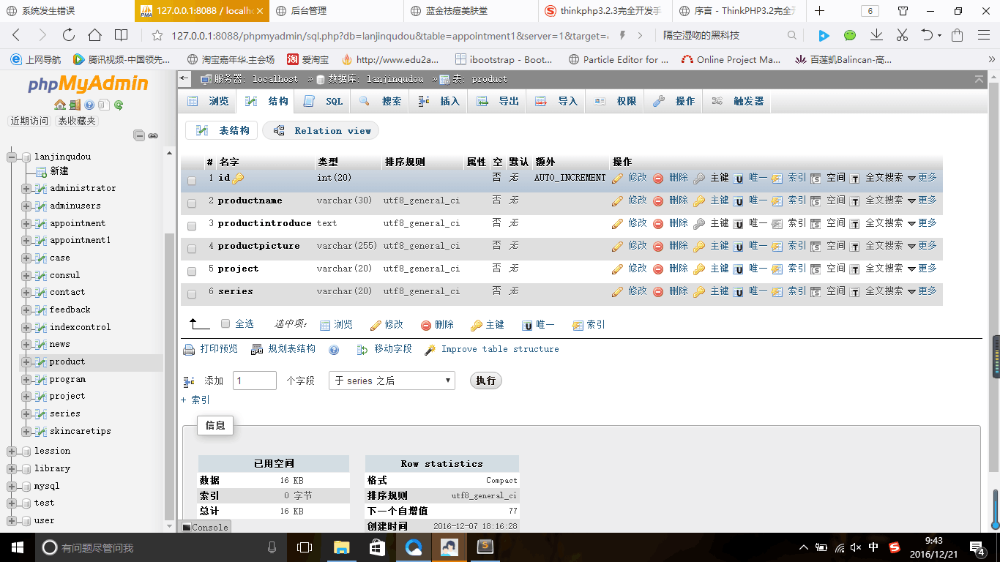 系统发生错误
127.0.0.1:8088 / localh
后台管理
蓝金祛痘美肤堂
thinkphp3.2.3完全开发手
序言 - ThinkPHP3.2完全开
6
127.0.0.1:8088/phpmyadmin/sql.php?db=lanjinqudou&table=appointment1&server=1&target=
隔空湿吻的黑科技
上网导航
腾讯视频-中国领先...
淘宝嘉年华.主会场
爱淘宝
http://www.edu2a...
ibootstrap - Boot...
Particle Editor for ...
Online Project Ma...
百莲凯Balincan-高...
phpMyAdmin
近期访问 表收藏夹
lanjinqudou
新建
administrator
adminusers
appointment
appointment1
case
consul
contact
feedback
indexcontrol
news
product
program
project
series
skincaretips
lession
library
mysql
test
user
服务器: localhost » 数据库: lanjinqudou » 表: product
浏览 结构 SQL 搜索 插入 导出 导入 权限 操作 触发器
表结构 Relation view
# 名字 类型 排序规则 属性 空 默认 额外 操作
1 id int(20) 否 无 AUTO_INCREMENT 修改 删除 主键 唯一 索引 空间 全文搜索 更多
2 productname varchar(30) utf8_general_ci 否 无 修改 删除 主键 唯一 索引 空间 全文搜索 更多
3 productintroduce text utf8_general_ci 否 无 修改 删除 主键 唯一 索引 空间 全文搜索 更多
4 productpicture varchar(255) utf8_general_ci 否 无 修改 删除 主键 唯一 索引 空间 全文搜索 更多
5 project varchar(20) utf8_general_ci 否 无 修改 删除 主键 唯一 索引 空间 全文搜索 更多
6 series varchar(20) utf8_general_ci 否 无 修改 删除 主键 唯一 索引 空间 全文搜索 更多
全选 选中项: 浏览 修改 删除 主键 唯一 索引
打印预览 规划表结构 移动字段 Improve table structure
添加 1 个字段 于 series 之后 执行
+ 索引
信息
已用空间
数据 16 KB
索引 0 字节
总计 16 KB
Row statistics
格式 Compact
排序规则 utf8_general_ci
下一个自增值 77
创建时间 2016-12-07 18:16:28
Console
有问题尽管问我
中
9:43
2016/12/21
4